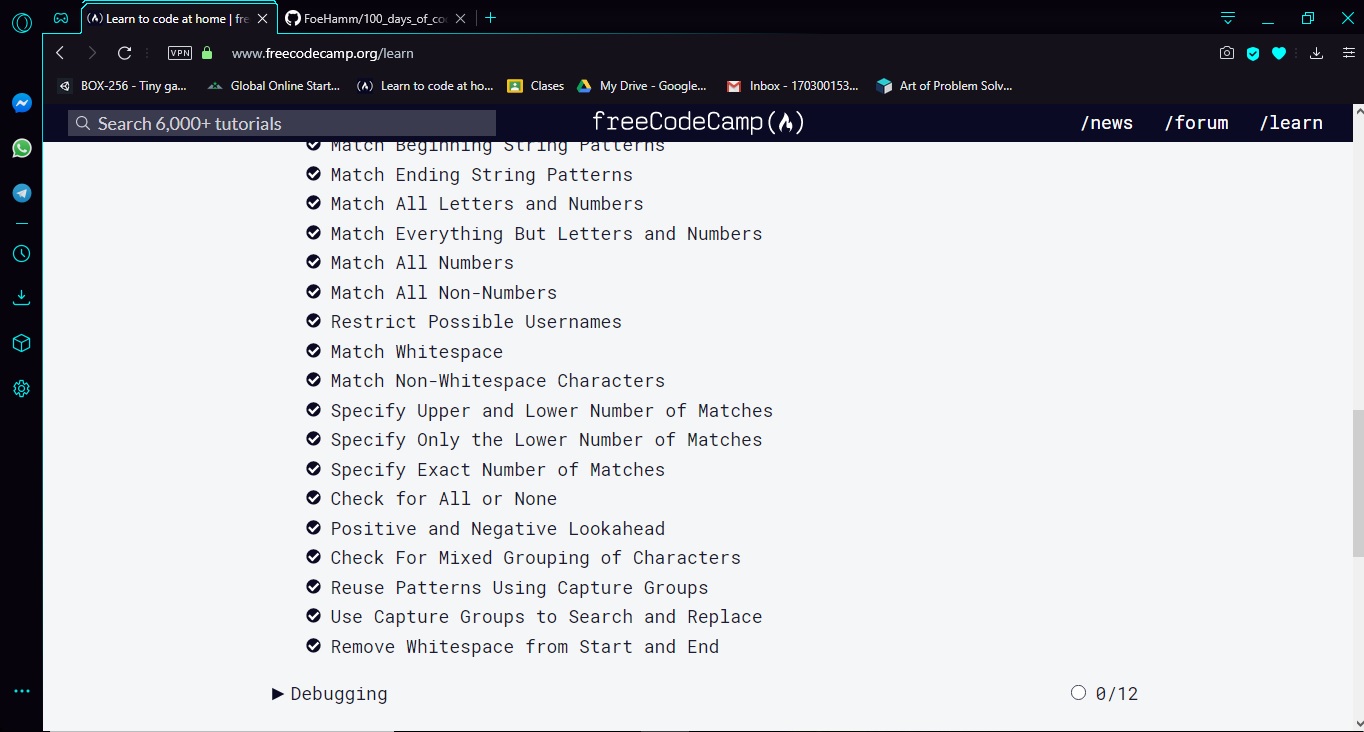 (Λ) Learn to code at home | fre
FoeHamm/100_days_of_co
VPN
www.freecodecamp.org/learn
BOX-256 - Tiny ga... Global Online Start... (Λ) Learn to code at ho... Clases My Drive - Google... Inbox - 170300153... Art of Problem Solv...
Search 6,000+ tutorials
freeCodeCamp
/news /forum /learn
Match Beginning String Patterns
Match Ending String Patterns
Match All Letters and Numbers
Match Everything But Letters and Numbers
Match All Numbers
Match All Non-Numbers
Restrict Possible Usernames
Match Whitespace
Match Non-Whitespace Characters
Specify Upper and Lower Number of Matches
Specify Only the Lower Number of Matches
Specify Exact Number of Matches
Check for All or None
Positive and Negative Lookahead
Check For Mixed Grouping of Characters
Reuse Patterns Using Capture Groups
Use Capture Groups to Search and Replace
Remove Whitespace from Start and End
Debugging 0/12